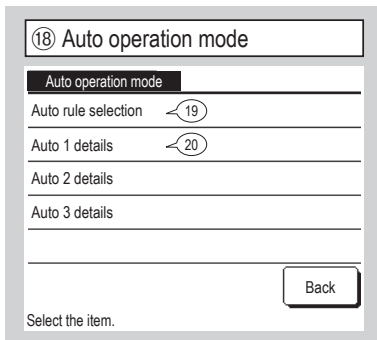 ⑱ Auto operation mode
Auto operation mode
Auto rule selection 19
Auto 1 details 20
Auto 2 details
Auto 3 details
Back
Select the item.